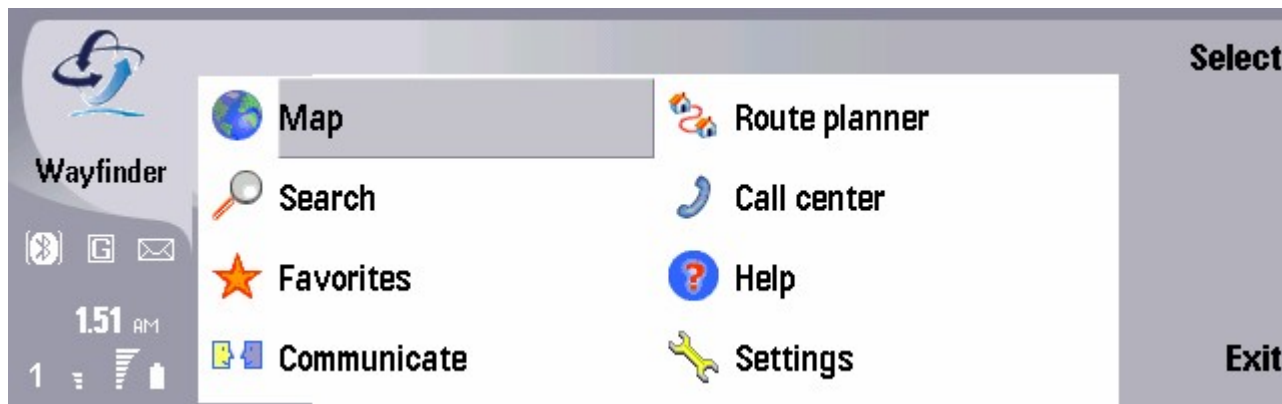 Select
Map
Route planner
Wayfinder
Search
Call center
G
Favorites
Help
1.51 AM
Communicate
Settings
Exit
1